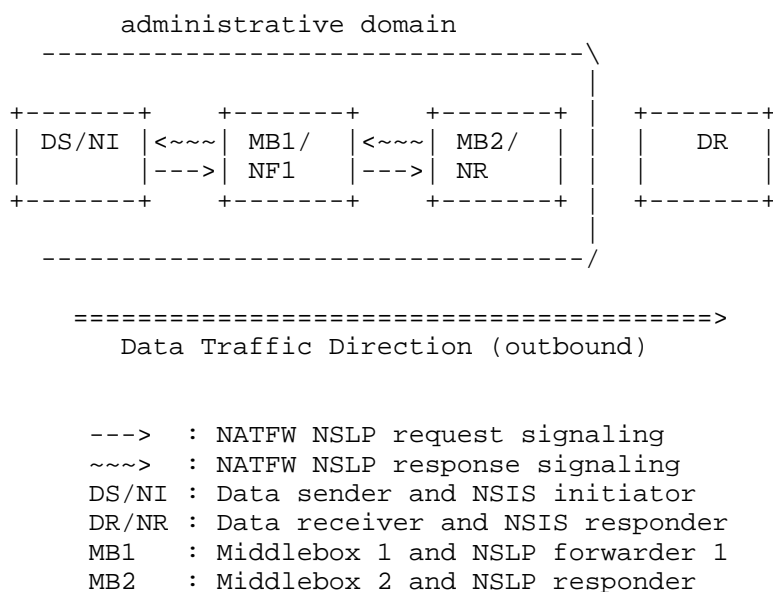 administrative domain
----------------------------------\
|
+-------+ +-------+ +-------+ | +-------+
| DS/NI |<~~~| MB1/ |<~~~| MB2/ | | | DR |
| |--->| NF1 |--->| NR | | | |
+-------+ +-------+ +-------+ | +-------+
|
----------------------------------/
========================================>
Data Traffic Direction (outbound)
---> : NATFW NSLP request signaling
~~~> : NATFW NSLP response signaling
DS/NI : Data sender and NSIS initiator
DR/NR : Data receiver and NSIS responder
MB1 : Middlebox 1 and NSLP forwarder 1
MB2 : Middlebox 2 and NSLP responder